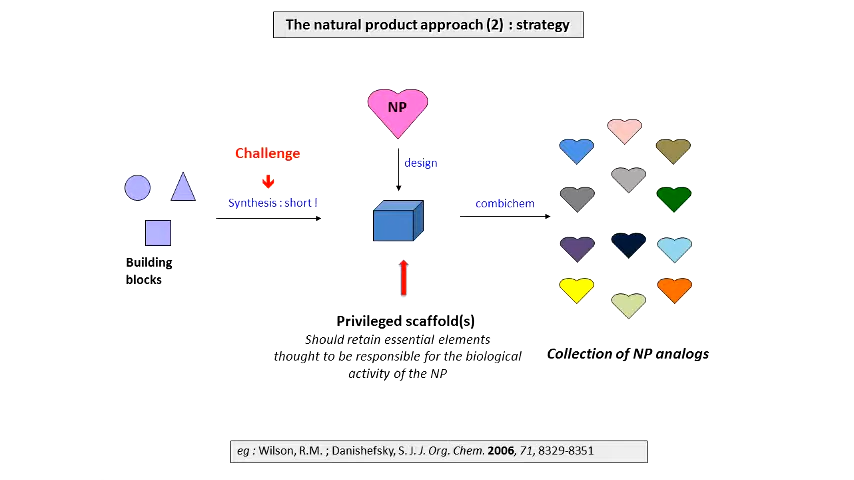 The natural product approach (2) : strategy
NP
Challenge
design
Synthesis : short !
combichem
Building
blocks
Privileged scaffold(s)
Should retain essential elements
thought to be responsible for the biological
activity of the NP
Collection of NP analogs
eg : Wilson, R.M. ; Danishefsky, S. J. J. Org. Chem. 2006, 71, 8329-8351